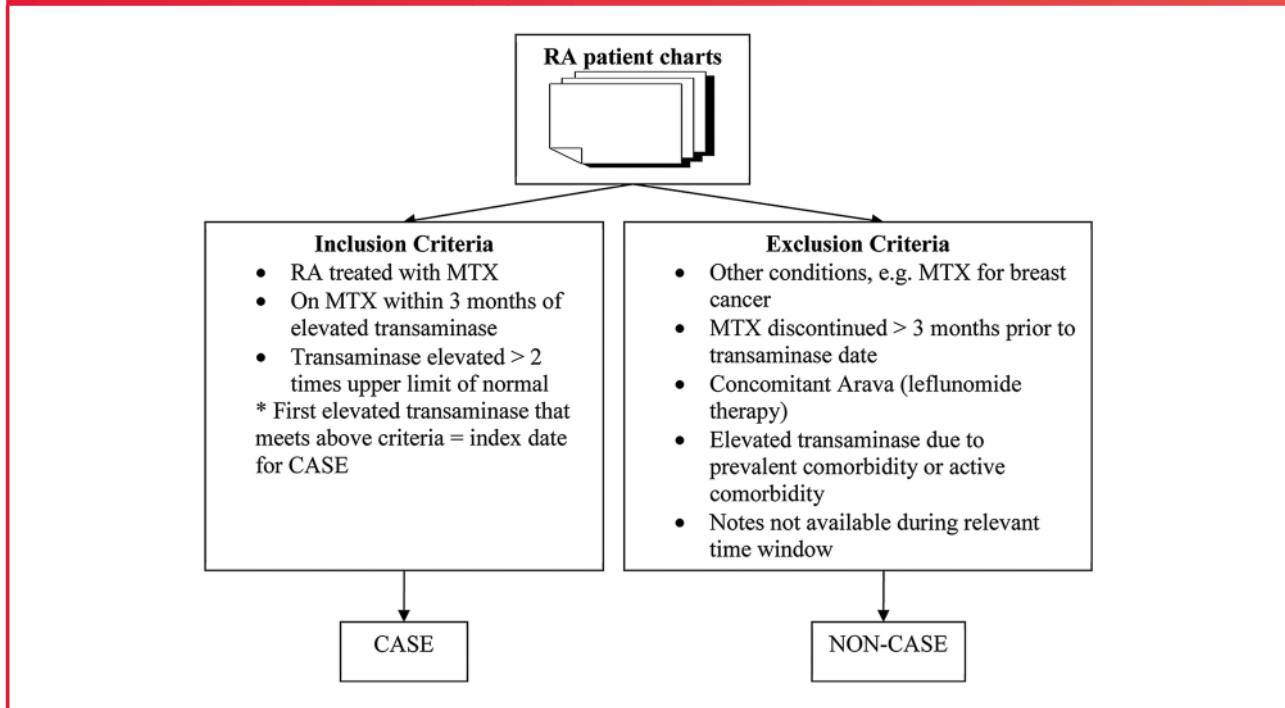 RA patient charts
Inclusion Criteria
• RA treated with MTX
• On MTX within 3 months of
elevated transaminase
• Transaminase elevated > 2
times upper limit of normal
* First elevated transaminase that
meets above criteria = index date
for CASE
Exclusion Criteria
• Other conditions, e.g. MTX for breast
cancer
• MTX discontinued > 3 months prior to
transaminase date
• Concomitant Arava (leflunomide
therapy)
• Elevated transaminase due to
prevalent comorbidity or active
comorbidity
• Notes not available during relevant
time window
CASE
NON-CASE